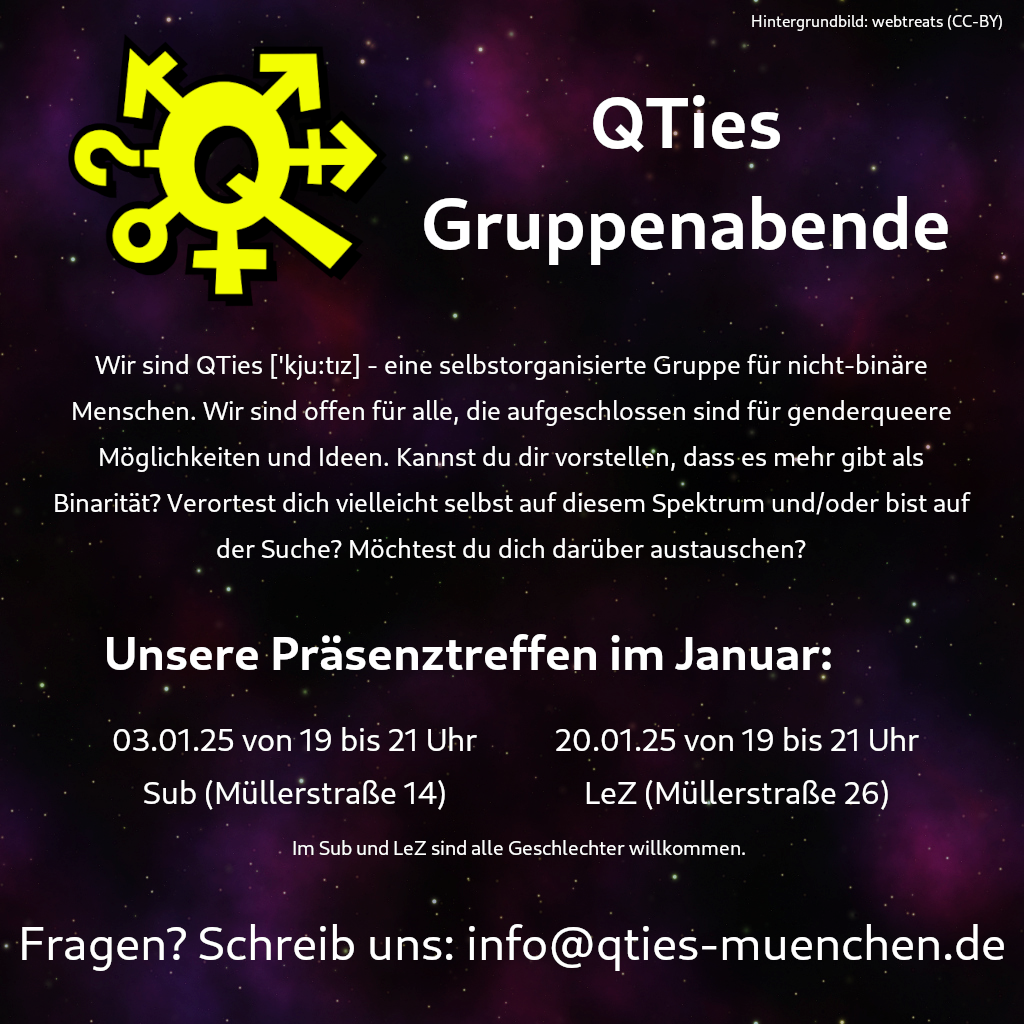 Hintergrundbild: webtreats (CC-BY)
QTies
Gruppenabende
Wir sind QTies ['kju:tɪz] - eine selbstorganisierte Gruppe für nicht-binäre
Menschen. Wir sind offen für alle, die aufgeschlossen sind für genderqueere
Möglichkeiten und Ideen. Kannst du dir vorstellen, dass es mehr gibt als
Binarität? Verortest dich vielleicht selbst auf diesem Spektrum und/oder bist auf
der Suche? Möchtest du dich darüber austauschen?
Unsere Präsenztreffen im Januar:
03.01.25 von 19 bis 21 Uhr
Sub (Müllerstraße 14)
20.01.25 von 19 bis 21 Uhr
LeZ (Müllerstraße 26)
Im Sub und LeZ sind alle Geschlechter willkommen.
Fragen? Schreib uns: info@qties-muenchen.de